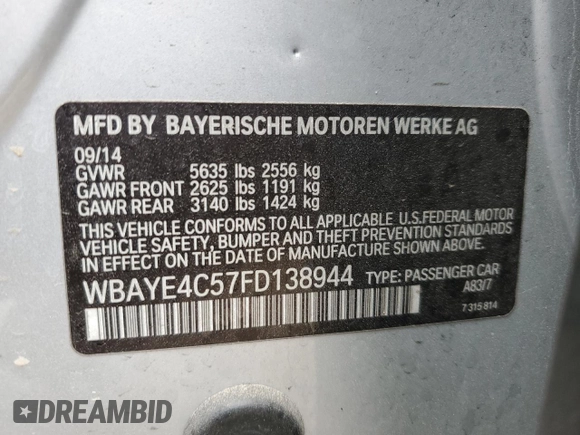 MFD BY BAYERISCHE MOTOREN WERKE AG
09/14
GVWR 5635 lbs 2556 kg
GAWR FRONT 2625 lbs 1191 kg
GAWR REAR 3140 lbs 1424 kg
THIS VEHICLE CONFORMS TO ALL APPLICABLE U.S.FEDERAL MOTOR
VEHICLE SAFETY, BUMPER AND THEFT PREVENTION STANDARDS
IN EFFECT ON THE DATE OF MANUFACTURE SHOWN ABOVE.
WBAYE4C57FD138944 TYPE: PASSENGER CAR
A83/7
7 315 814
DREAMBID